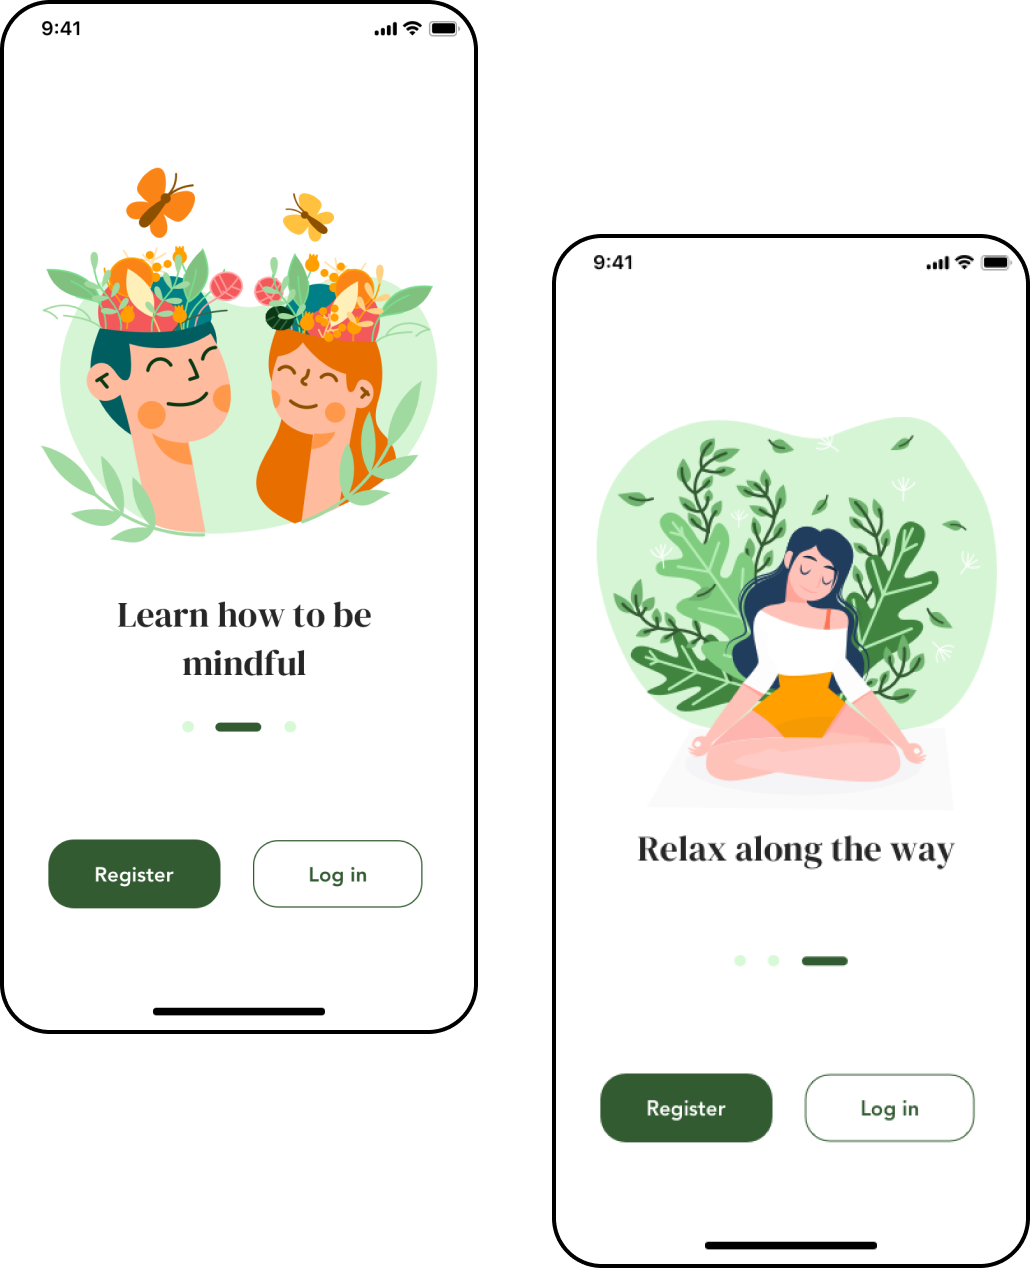 9:41
Learn how to be
mindful
Register
Log in
9:41
Relax along the way
Register
Log in